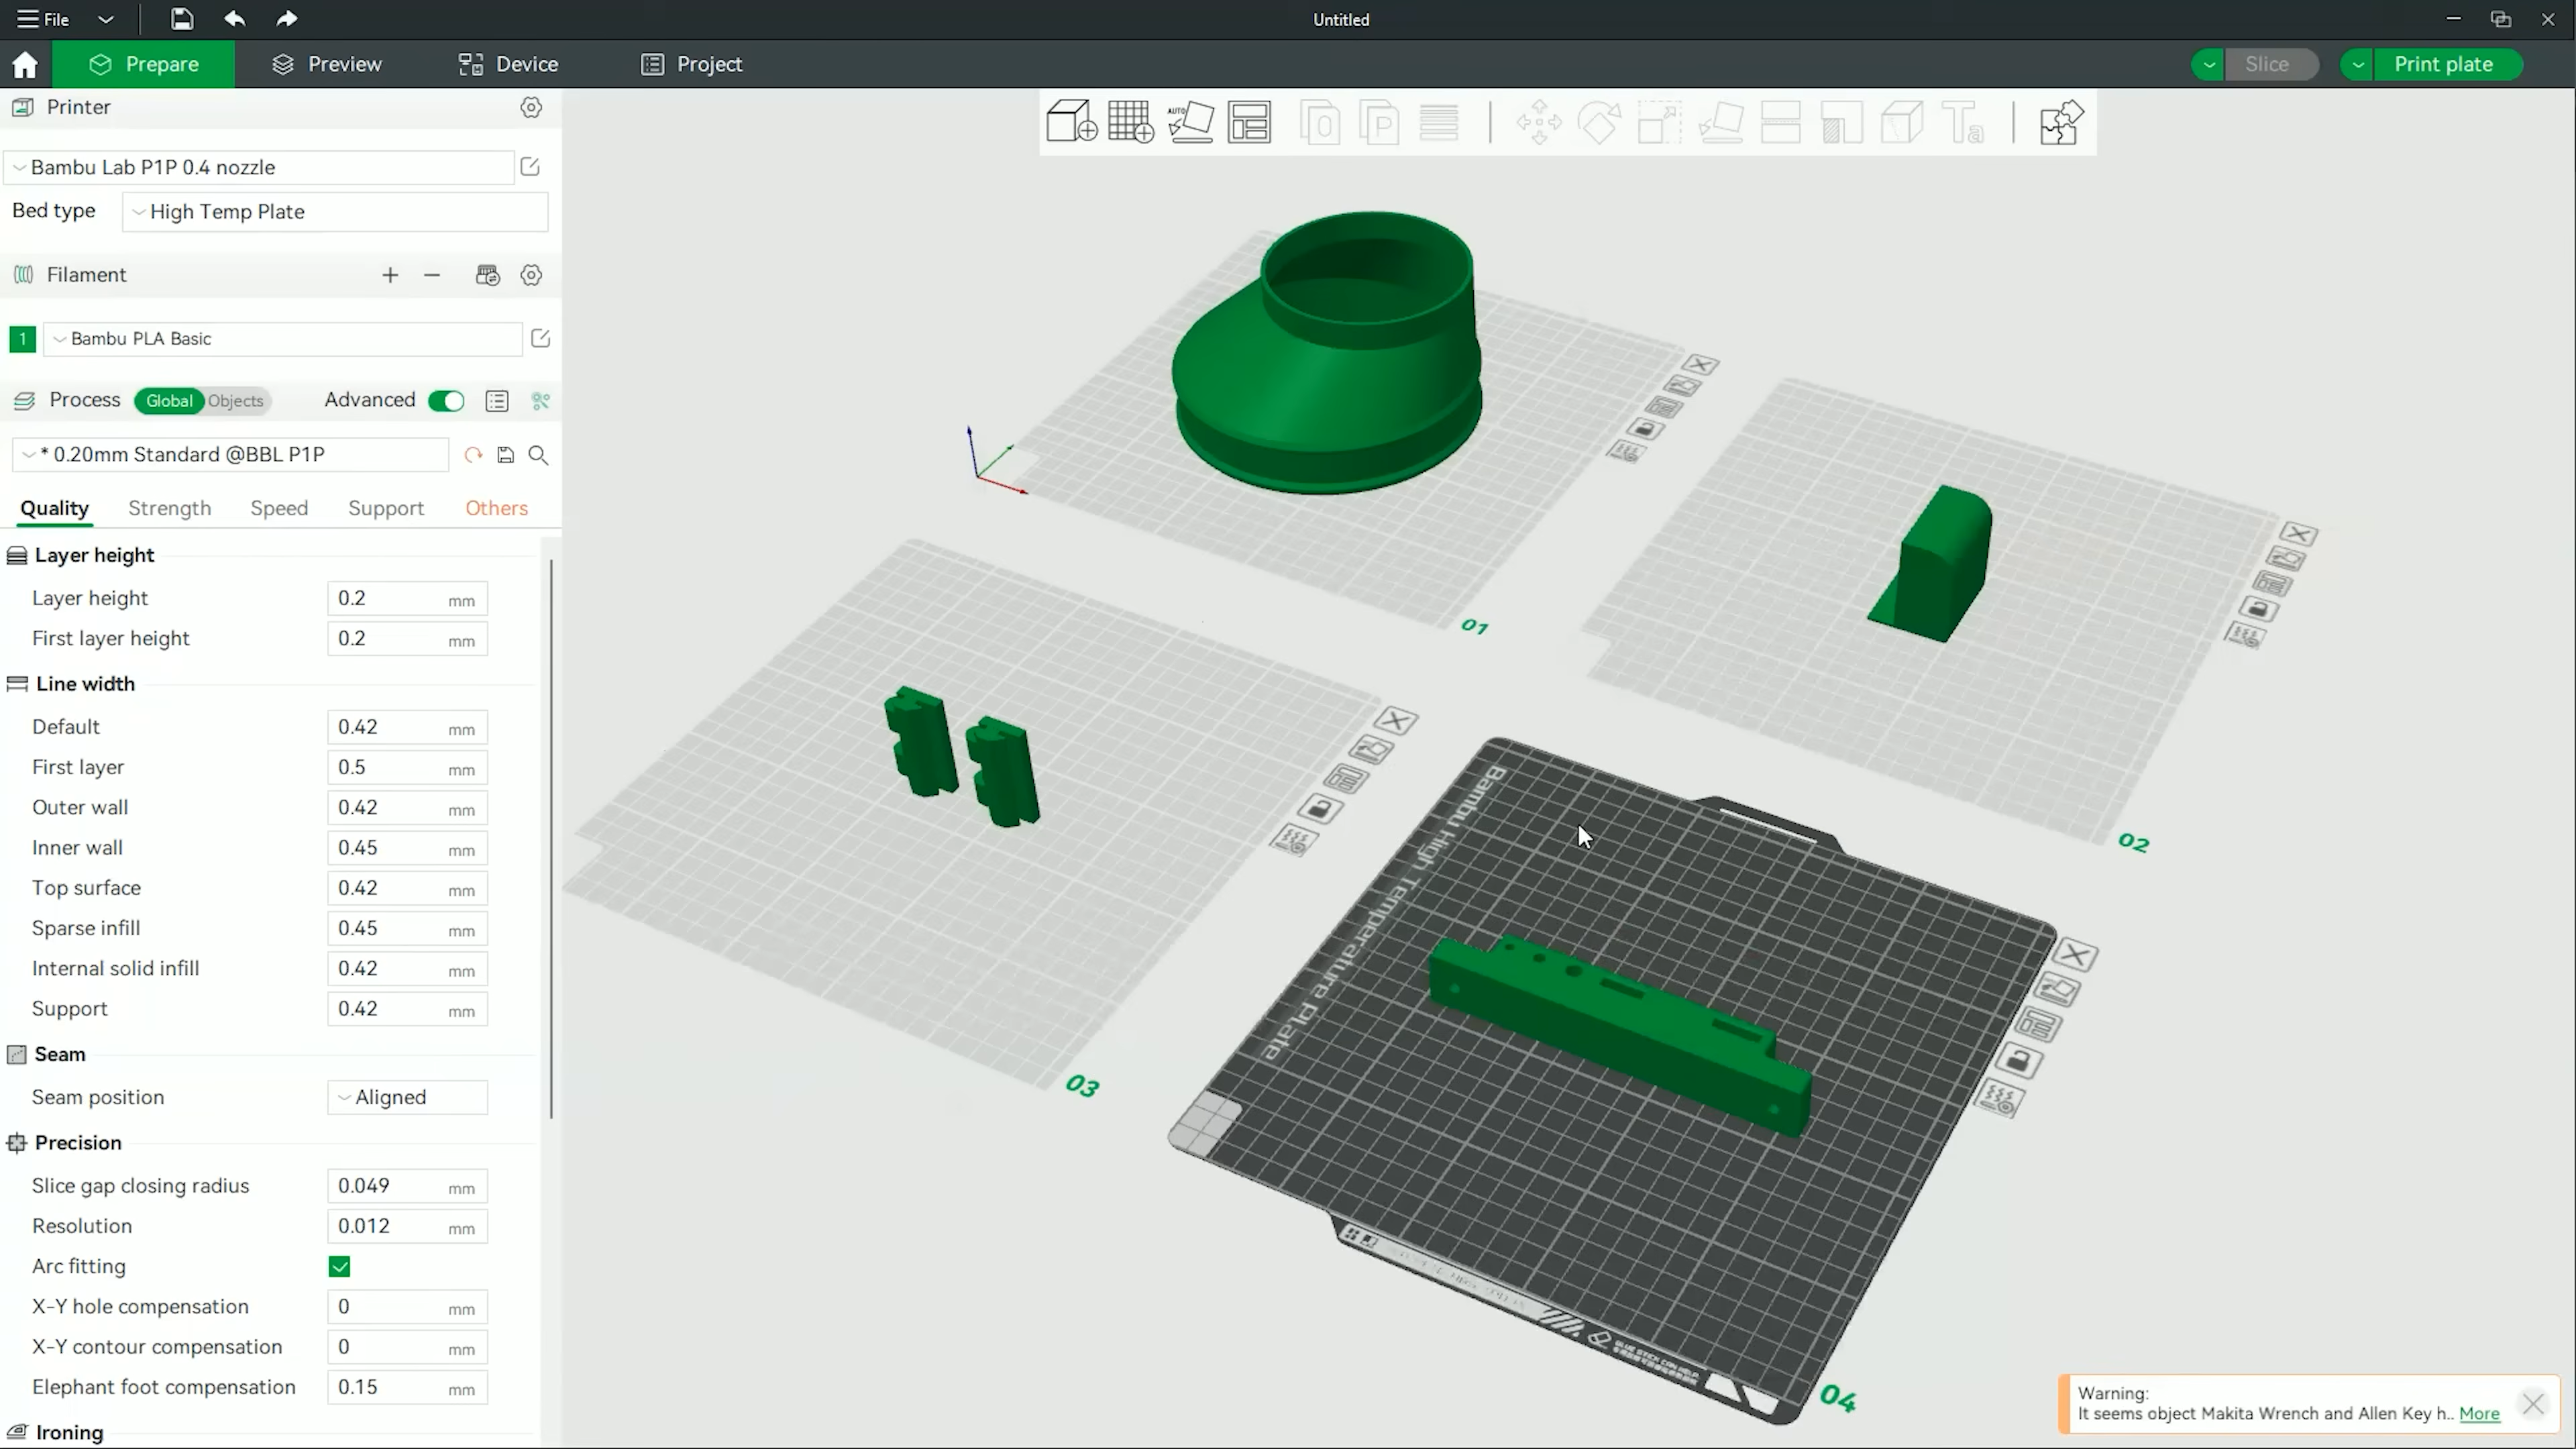 File
Untitled
Prepare
Preview
Device
Project
Slice
Print plate
Printer
Bambu Lab P1P 0.4 nozzle
Bed type
High Temp Plate
Filament
1
Bambu PLA Basic
Process
Global
Objects
Advanced
* 0.20mm Standard @BBL P1P
Quality
Strength
Speed
Support
Others
Layer height
Layer height 0.2 mm
First layer height 0.2 mm
Line width
Default 0.42 mm
First layer 0.5 mm
Outer wall 0.42 mm
Inner wall 0.45 mm
Top surface 0.42 mm
Sparse infill 0.45 mm
Internal solid infill 0.42 mm
Support 0.42 mm
Seam
Seam position Aligned
Precision
Slice gap closing radius 0.049 mm
Resolution 0.012 mm
Arc fitting
X-Y hole compensation 0 mm
X-Y contour compensation 0 mm
Elephant foot compensation 0.15 mm
Ironing
AUTO
O
P
Ta
01
02
03
Bambu High Temperature Plate
04
Warning:
It seems object Makita Wrench and Allen Key h.. More